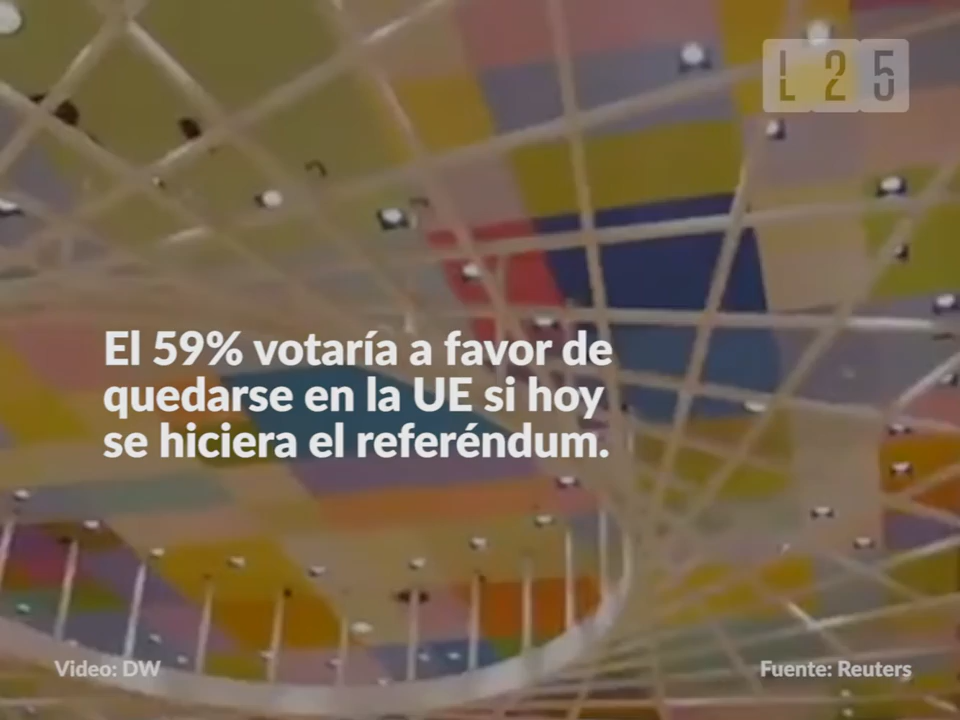 L25
El 59% votaría a favor de
quedarse en la UE si hoy
se hiciera el referéndum.
Video: DW
Fuente: Reuters